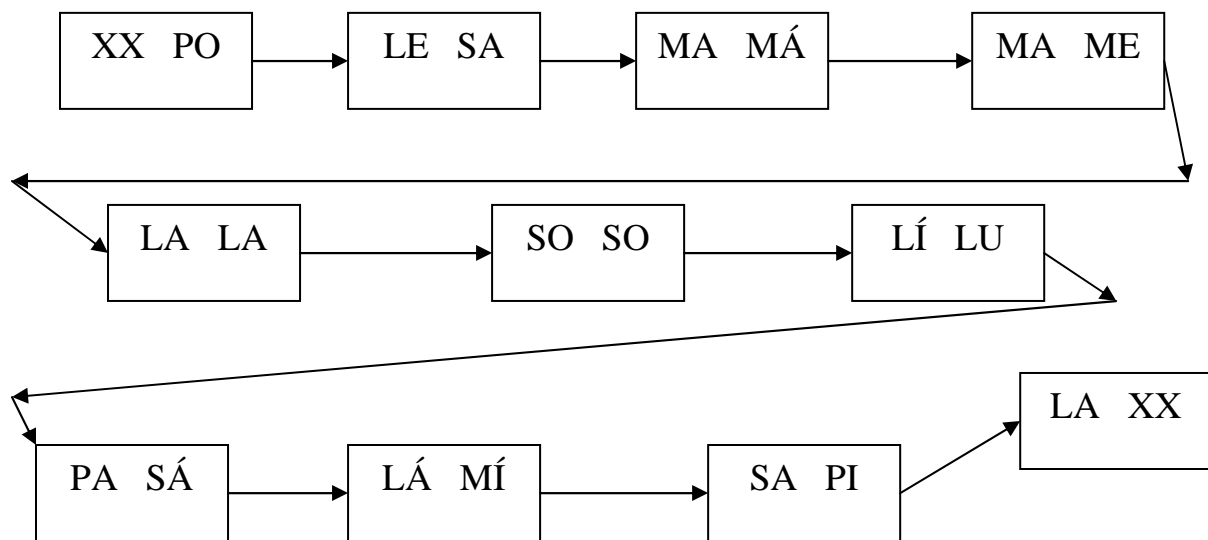 XX PO LE SA MA MÁ MA ME
LA LA SO SO LÍ LU
LA XX
PA SÁ LÁ MÍ SA PI